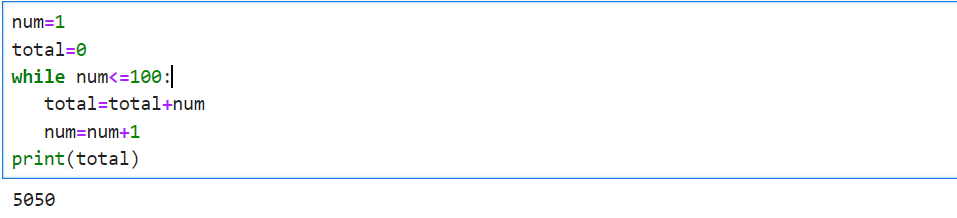 num=1
total=0
while num<=100:
   total=total+num
   num=num+1
print(total)
5050